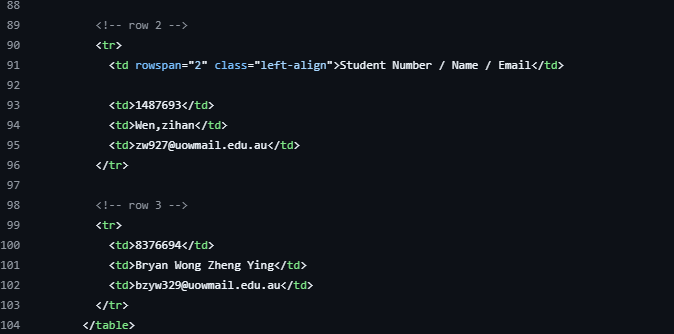 88
89 <!-- row 2 -->
90 <tr>
91 <td rowspan="2" class="left-align">Student Number / Name / Email</td>
92
93 <td>1487693</td>
94 <td>Wen,zihan</td>
95 <td>zw927@uowmail.edu.au</td>
96 </tr>
97
98 <!-- row 3 -->
99 <tr>
100 <td>8376694</td>
101 <td>Bryan Wong Zheng Ying</td>
102 <td>bzyw329@uowmail.edu.au</td>
103 </tr>
104 </table>